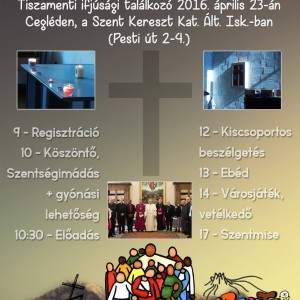 Tiszamenti ifjúsági találkozó 2016. április 23-án
Cegléden, a Szent Kereszt Kat. Ált. Isk.-ban
(Pesti út 2-4.)
9 - Regisztráció
10 - Köszöntő,
Szentségimádás
+ gyónási
lehetőség
10:30 - Előadás
12 - Kiscsoportos
beszélgetés
13 - Ebéd
14 - Városjáték,
vetélkedő
17 - Szentmise